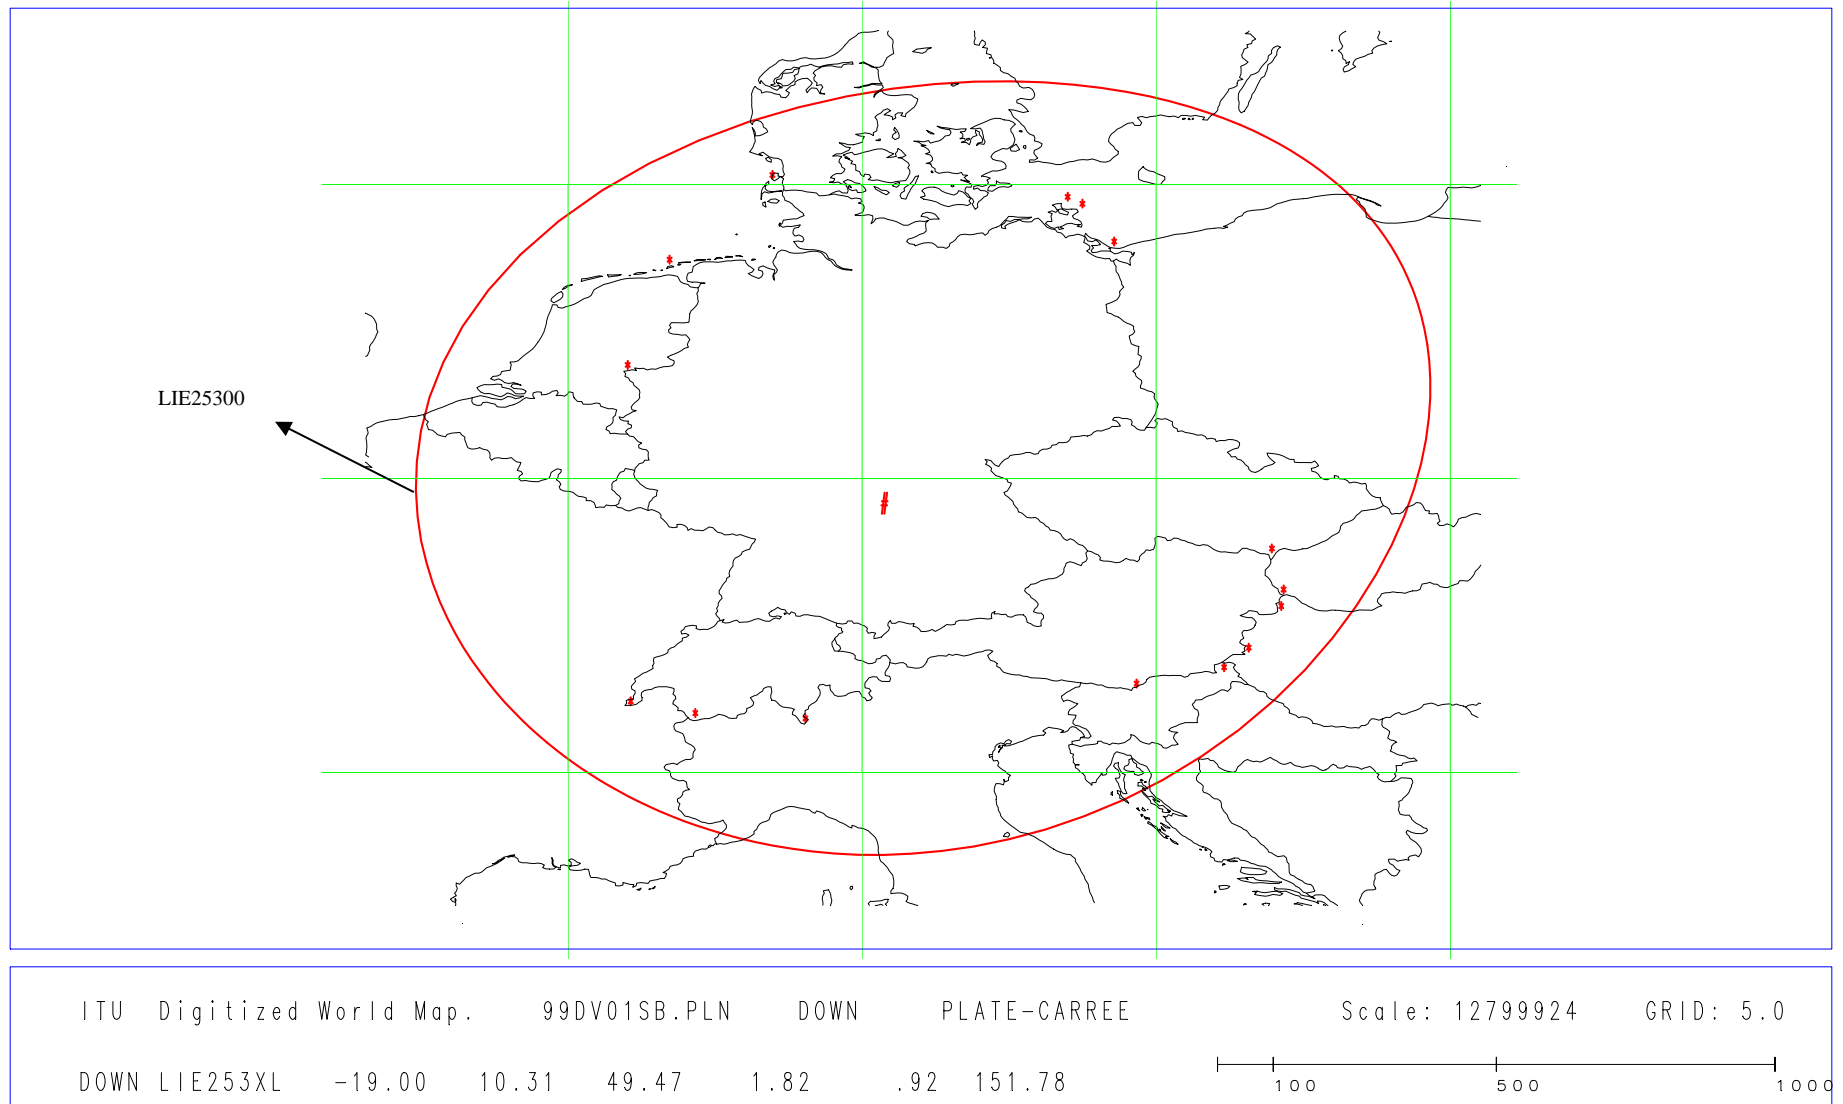 LIE25300
ITU Digitized World Map. 99DV01SB.PLN DOWN PLATE-CARREE Scale: 12799924 GRID: 5.0
DOWN LIE253XL -19.00 10.31 49.47 1.82 .92 151.78
100 500 1000